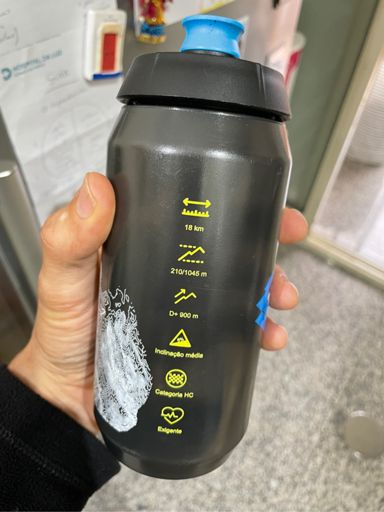 18 km
210/1045 m
D+ 900 m
Inclinação média
Categoria HC
Exigente